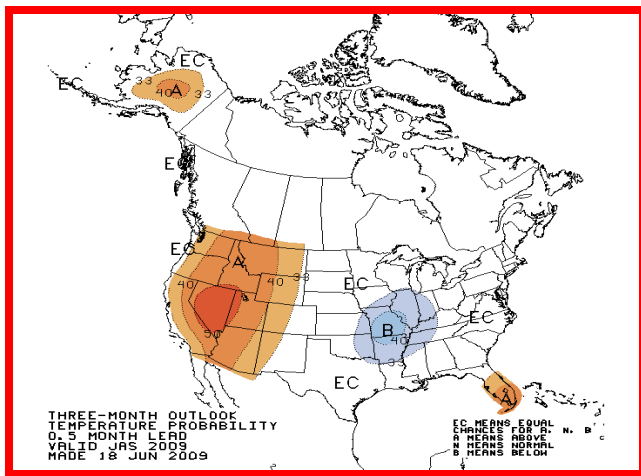 EC
EC
33
40
A
33
EC
EC
A
40
40
33
50
EC
EC
B
40
33
EC
A
THREE-MONTH OUTLOOK
TEMPERATURE PROBABILITY
0.5 MONTH LEAD
VALID JAS 2009
MADE 18 JUN 2009
EC MEANS EQUAL
CHANCES FOR A, N, B
A MEANS ABOVE
N MEANS NORMAL
B MEANS BELOW